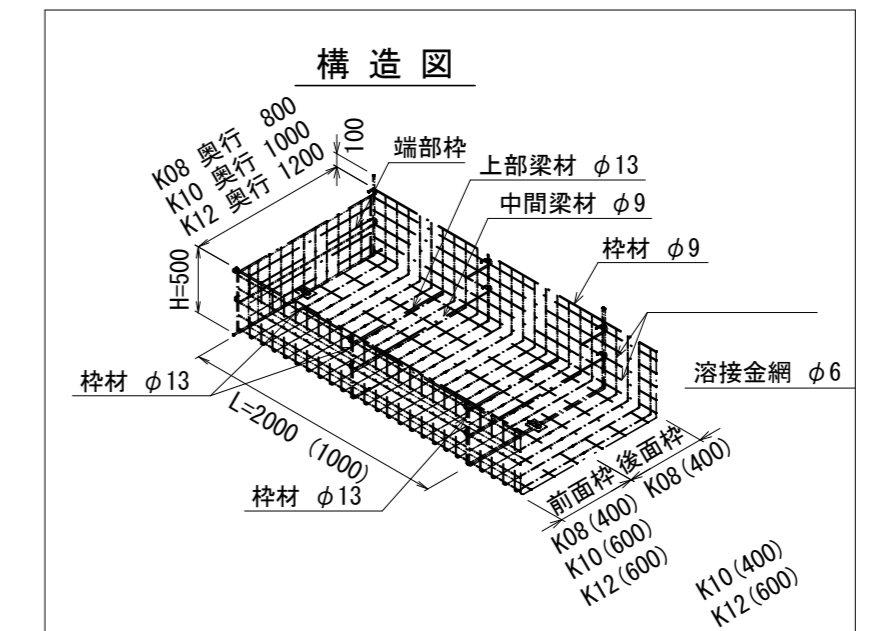 構造図
K08 奥行 800
K10 奥行 1000
K12 奥行 1200
100
端部枠
上部梁材 φ13
中間梁材 φ9
枠材 φ9
H=500
溶接金網 φ6
枠材 φ13
L=2000 (1000)
枠材 φ13
前面枠
後面枠
K08(400)
K08(400)
K10(600)
K12(600)
K10(400)
K12(600)